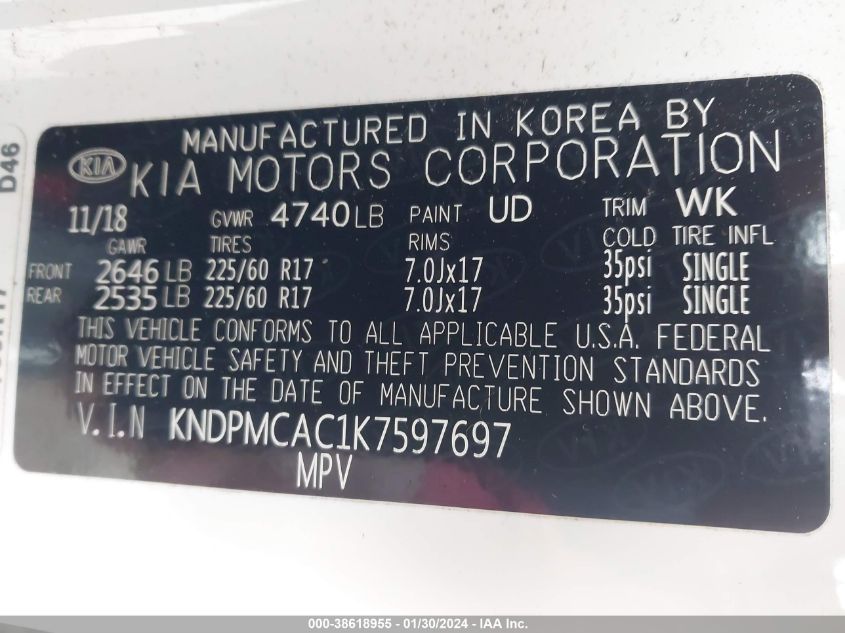 D46
MANUFACTURED IN KOREA BY
KIA KIA MOTORS CORPORATION
11/18 GVWR 4740LB PAINT UD TRIM WK
GAWR TIRES RIMS COLD TIRE INFL
FRONT 2646 LB 225/60 R17 7.0Jx17 35psi SINGLE
REAR 2535 LB 225/60 R17 7.0Jx17 35psi SINGLE
THIS VEHICLE CONFORMS TO ALL APPLICABLE U.S.A. FEDERAL
MOTOR VEHICLE SAFETY AND THEFT PREVENTION STANDARDS
IN EFFECT ON THE DATE OF MANUFACTURE SHOWN ABOVE.
V.I.N KNDPMCAC1K7597697
MPV
000-38618955 - 01/30/2024 - IAA, Inc.